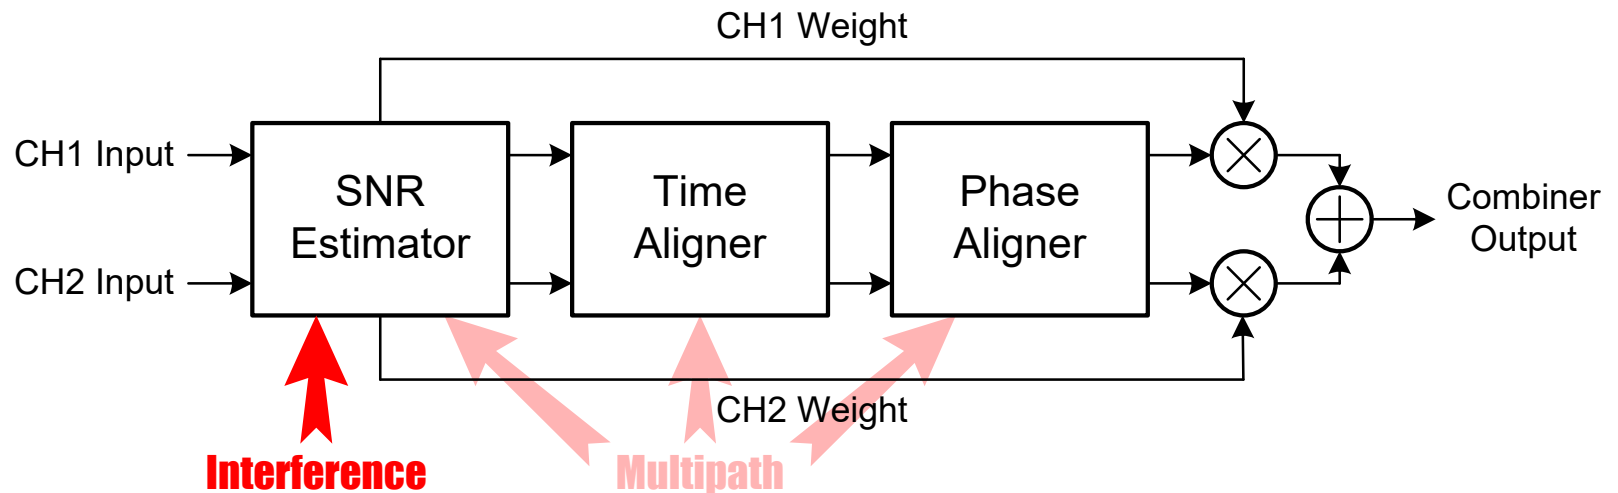 CH1 Weight
CH1 Input
CH2 Input
SNR
Estimator
Time
Aligner
Phase
Aligner
Combiner
Output
CH2 Weight
Interference
Multipath